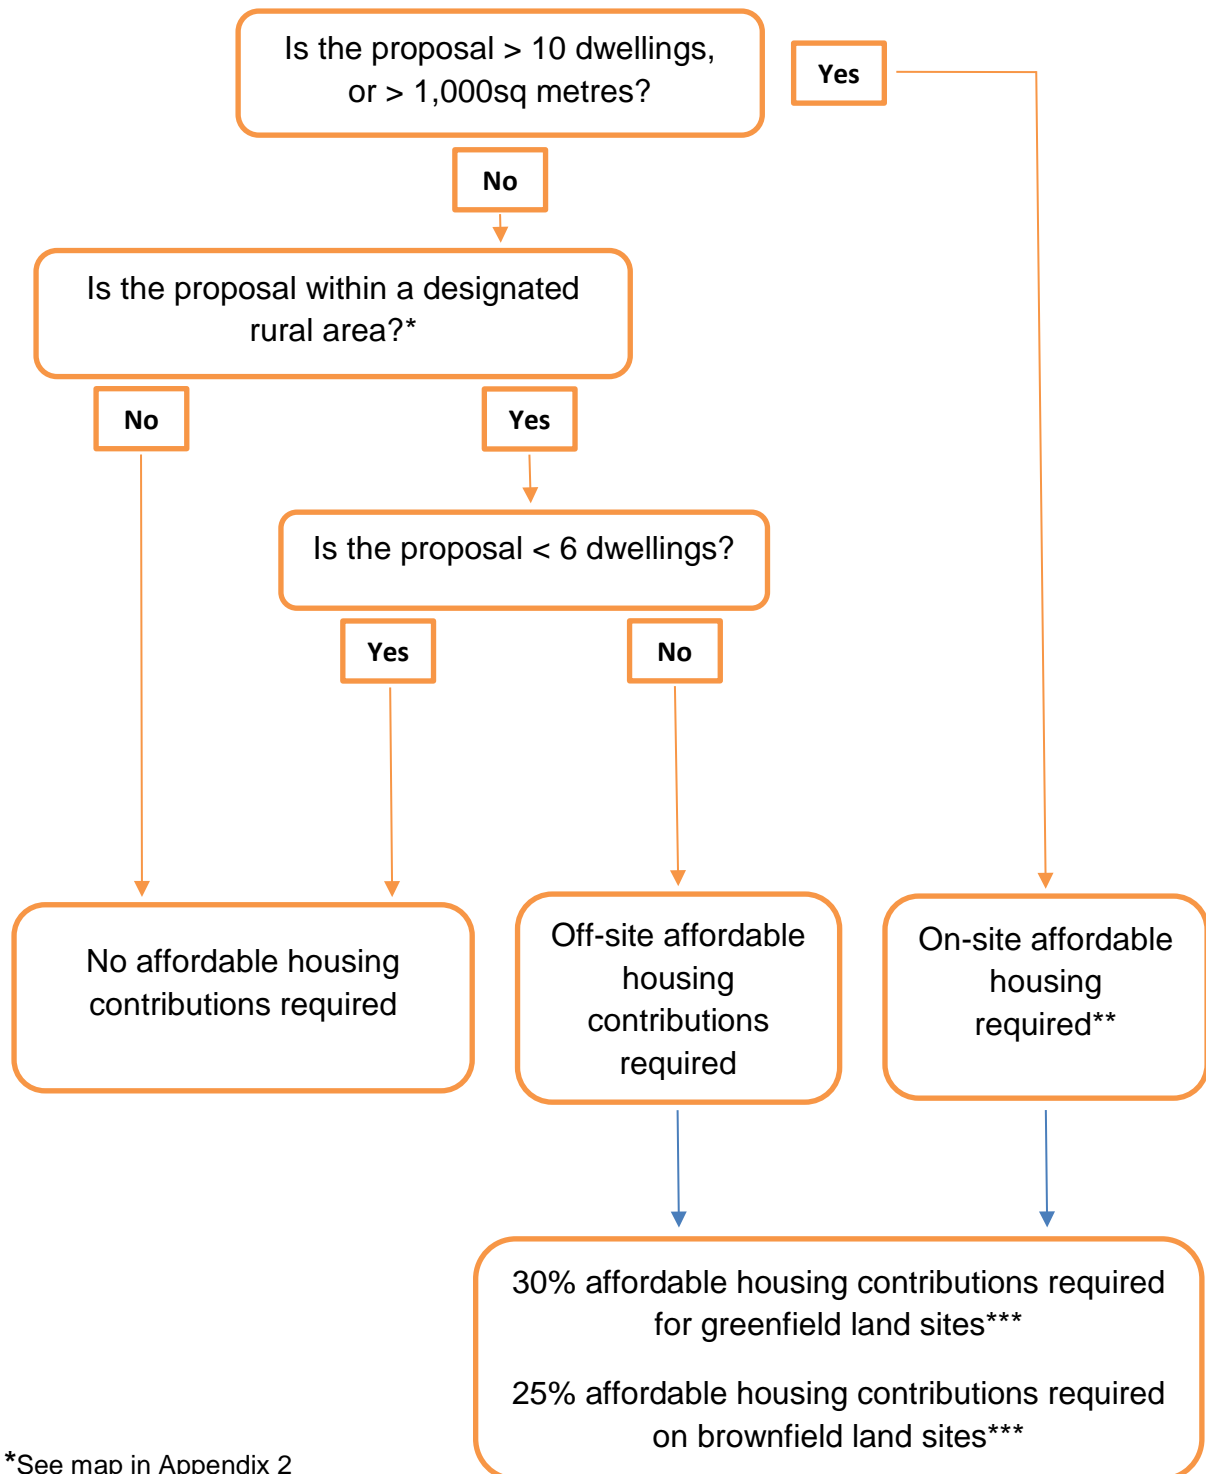 Is the proposal > 10 dwellings,
or > 1,000sq metres?
Yes
No
Is the proposal within a designated
rural area?*
No
Yes
Is the proposal < 6 dwellings?
Yes
No
No affordable housing
contributions required
Off-site affordable
housing
contributions
required
On-site affordable
housing
required**
30% affordable housing contributions required
for greenfield land sites***
25% affordable housing contributions required
on brownfield land sites***
*See map in Appendix 2